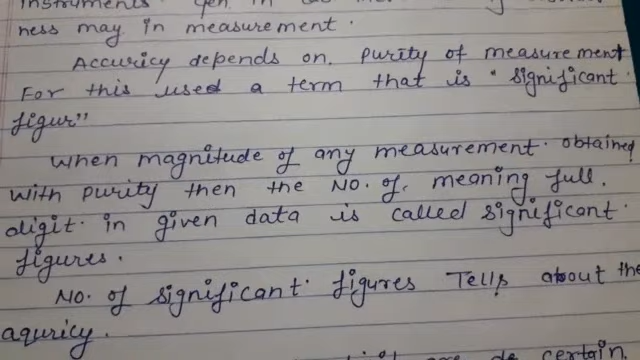 instruments
ness may in measurement.
Accuricy depends on. purity of measurement
For this used a term that is "significant.
figur"
When magnitude of any measurement. obtained
with purity then the NO. of. meaning full.
digit. in given data is called significant.
figures.
NO. of significant. figures Tells about the
aquricy.
certain